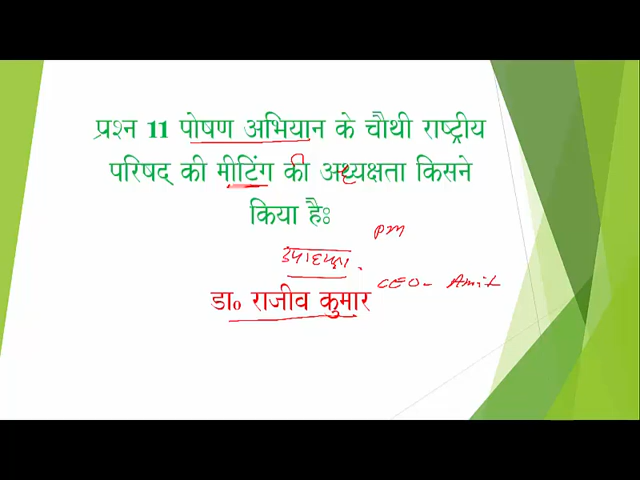 प्रश्न 11 पोषण अभियान के चौथी राष्ट्रीय
परिषद् की मीटिंग की अध्यक्षता किसने
किया हैः
PM
उपाध्यक्ष
डा० राजीव कुमार
CEO - Amit